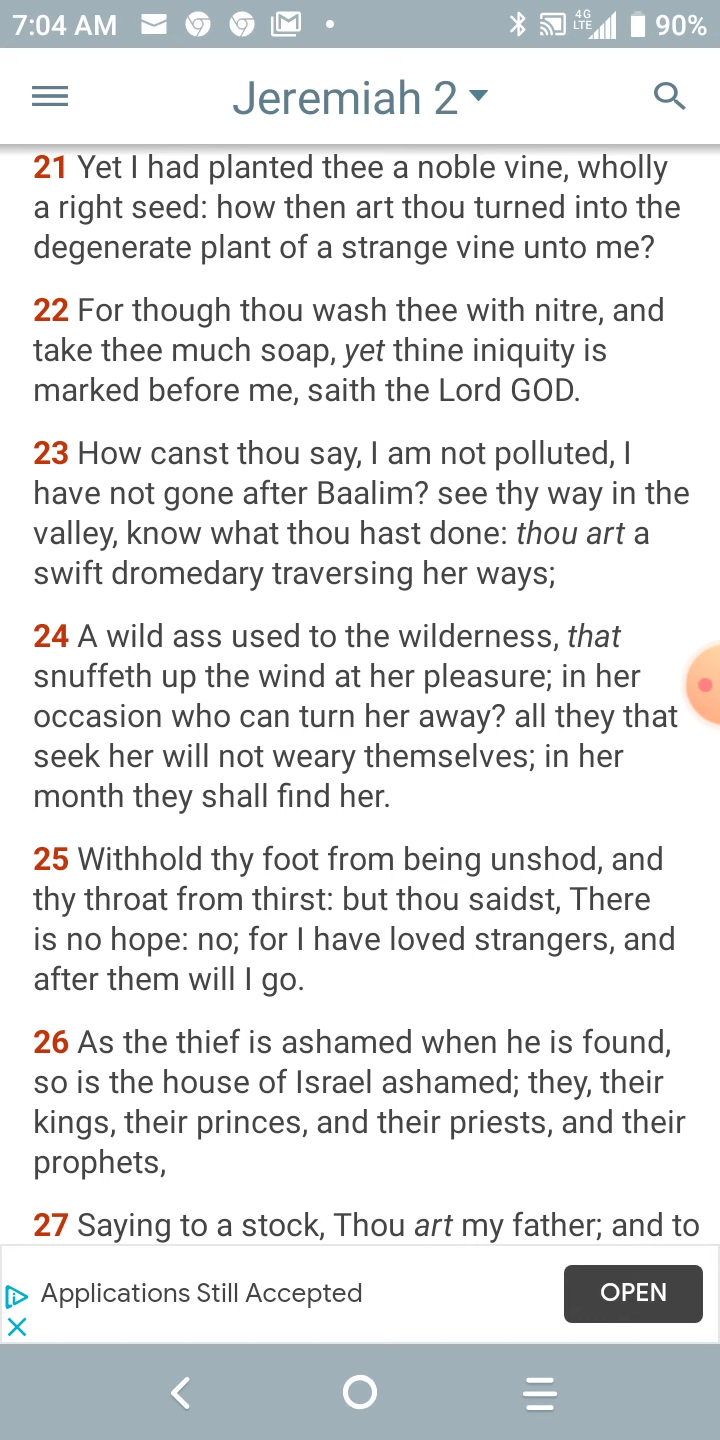 7:04 AM
4G
LTE
90%
Jeremiah 2
21 Yet I had planted thee a noble vine, wholly
a right seed: how then art thou turned into the
degenerate plant of a strange vine unto me?
22 For though thou wash thee with nitre, and
take thee much soap, yet thine iniquity is
marked before me, saith the Lord GOD.
23 How canst thou say, I am not polluted, I
have not gone after Baalim? see thy way in the
valley, know what thou hast done: thou art a
swift dromedary traversing her ways;
24 A wild ass used to the wilderness, that
snuffeth up the wind at her pleasure; in her
occasion who can turn her away? all they that
seek her will not weary themselves; in her
month they shall find her.
25 Withhold thy foot from being unshod, and
thy throat from thirst: but thou saidst, There
is no hope: no; for I have loved strangers, and
after them will I go.
26 As the thief is ashamed when he is found,
so is the house of Israel ashamed; they, their
kings, their princes, and their priests, and their
prophets,
27 Saying to a stock, Thou art my father; and to
Applications Still Accepted
OPEN